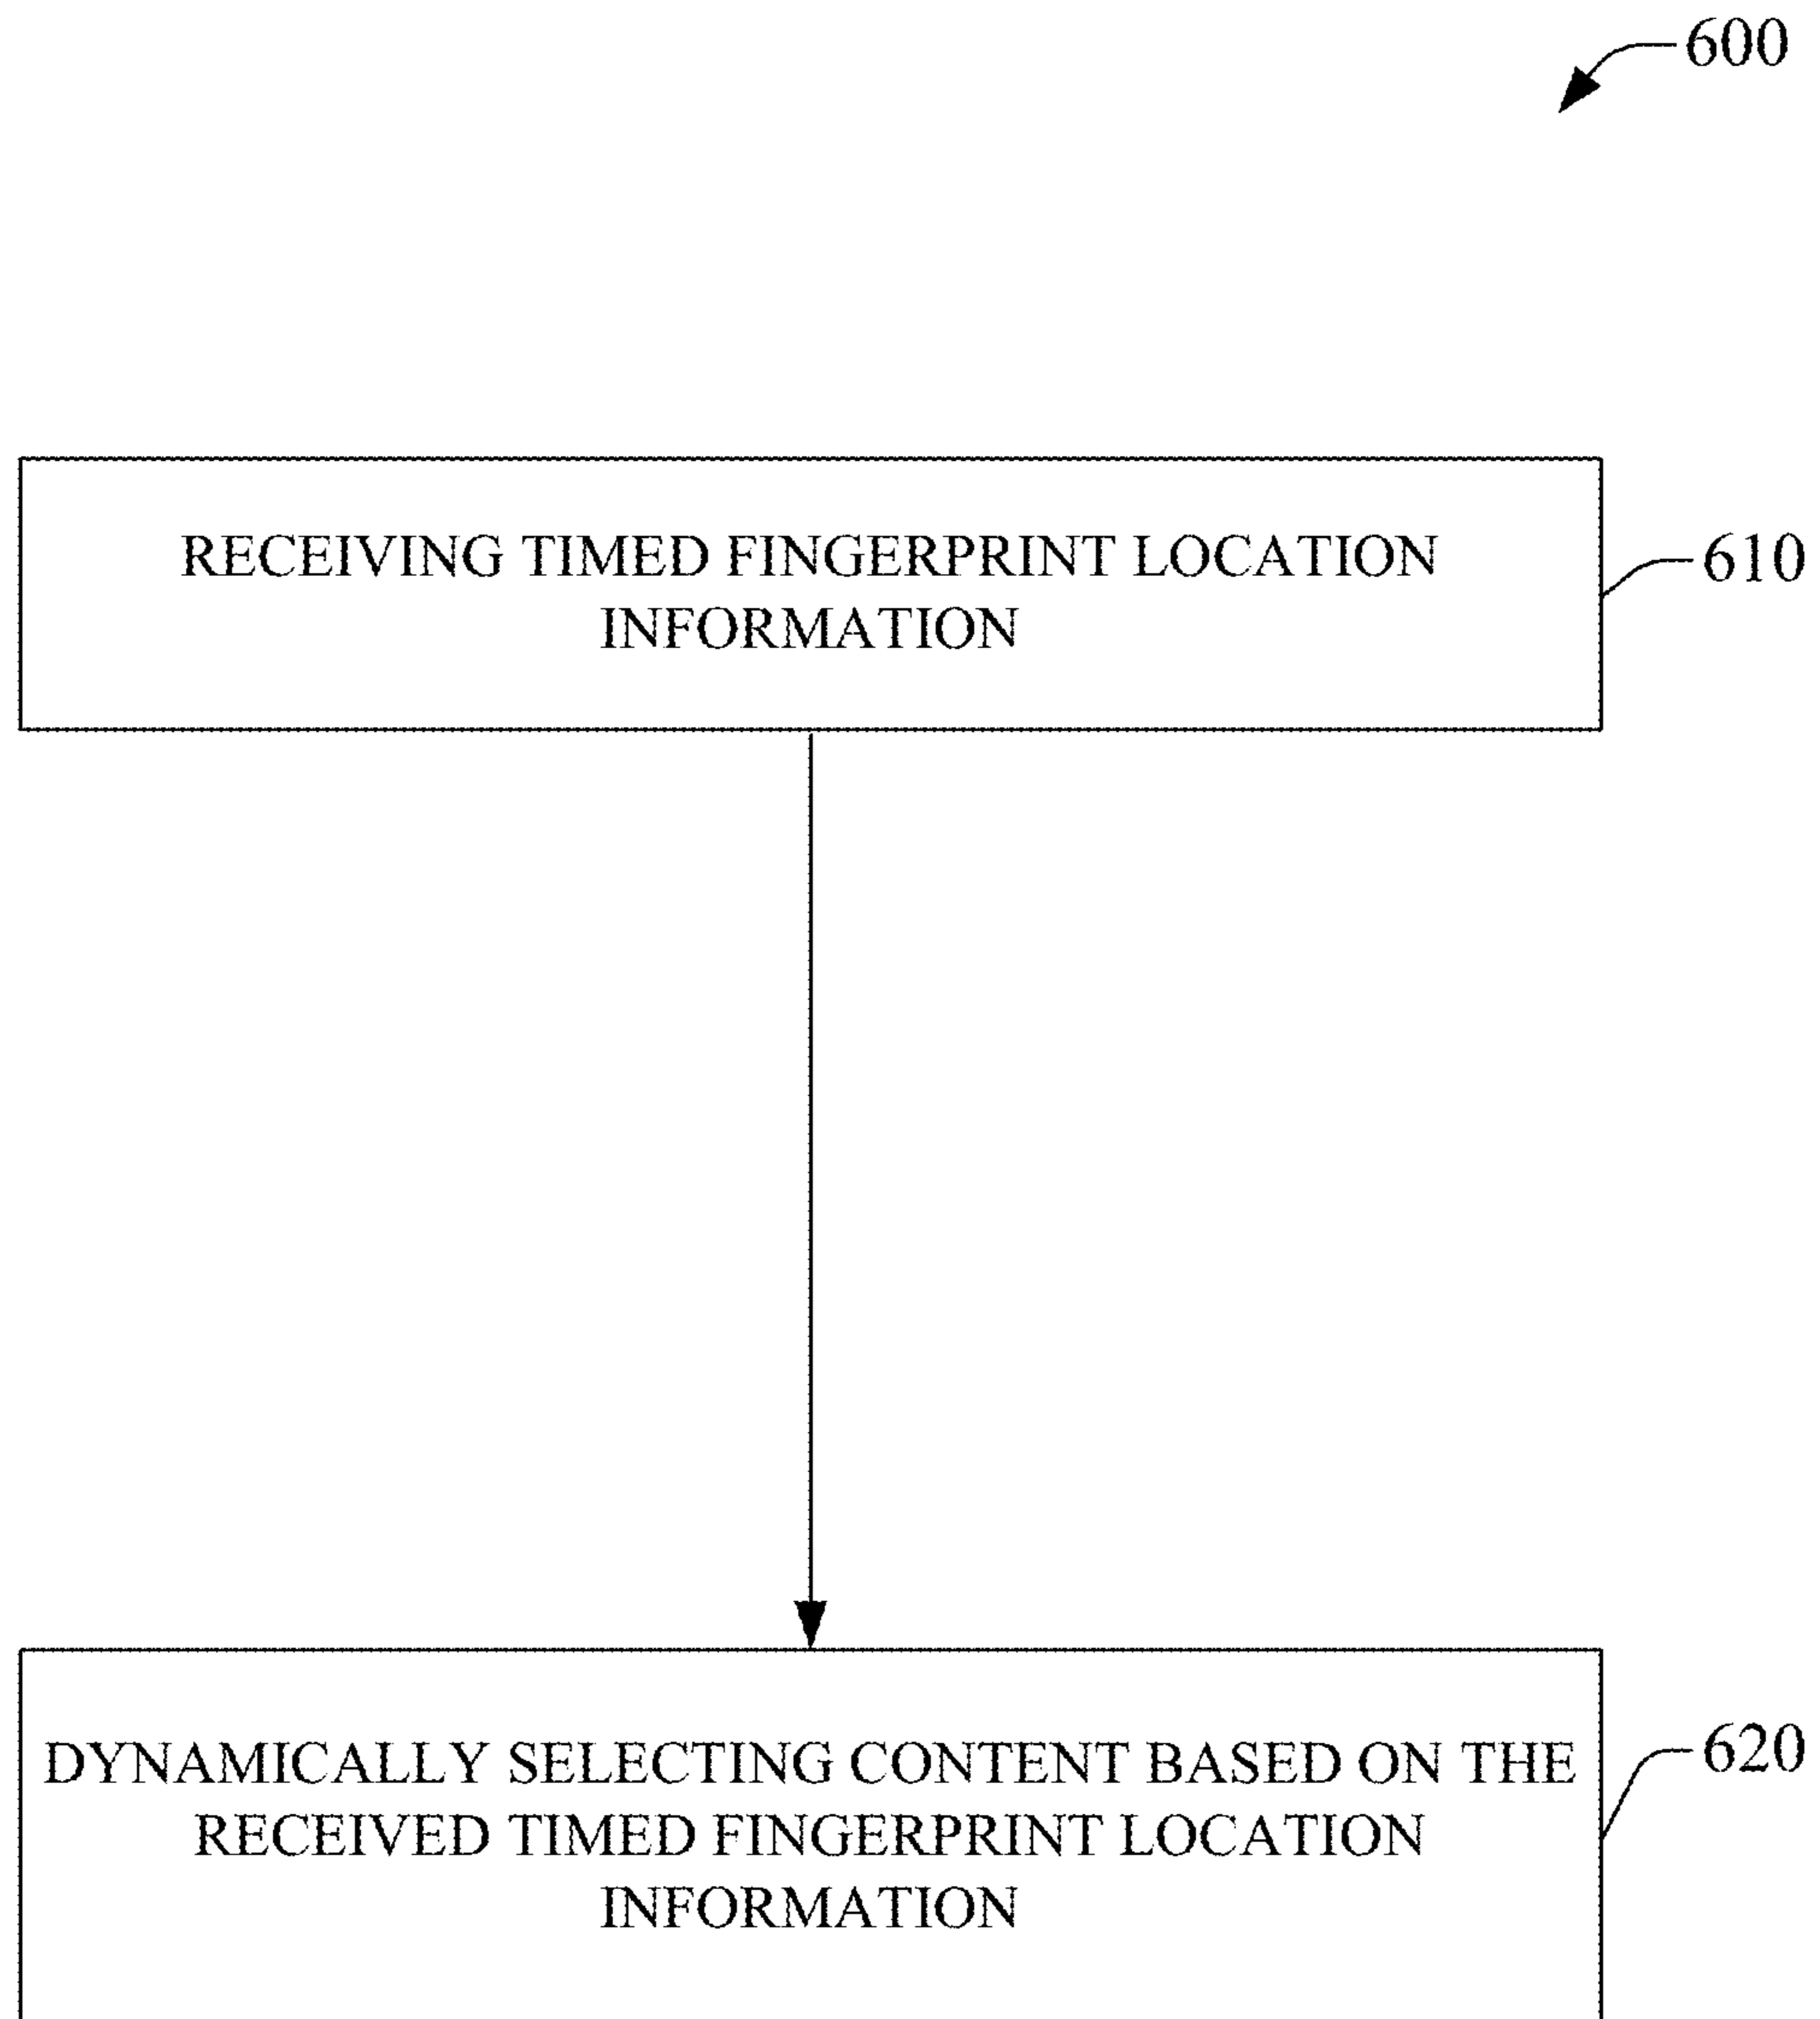 600
RECEIVING TIMED FINGERPRINT LOCATION
INFORMATION
610
DYNAMICALLY SELECTING CONTENT BASED ON THE
RECEIVED TIMED FINGERPRINT LOCATION
INFORMATION
620